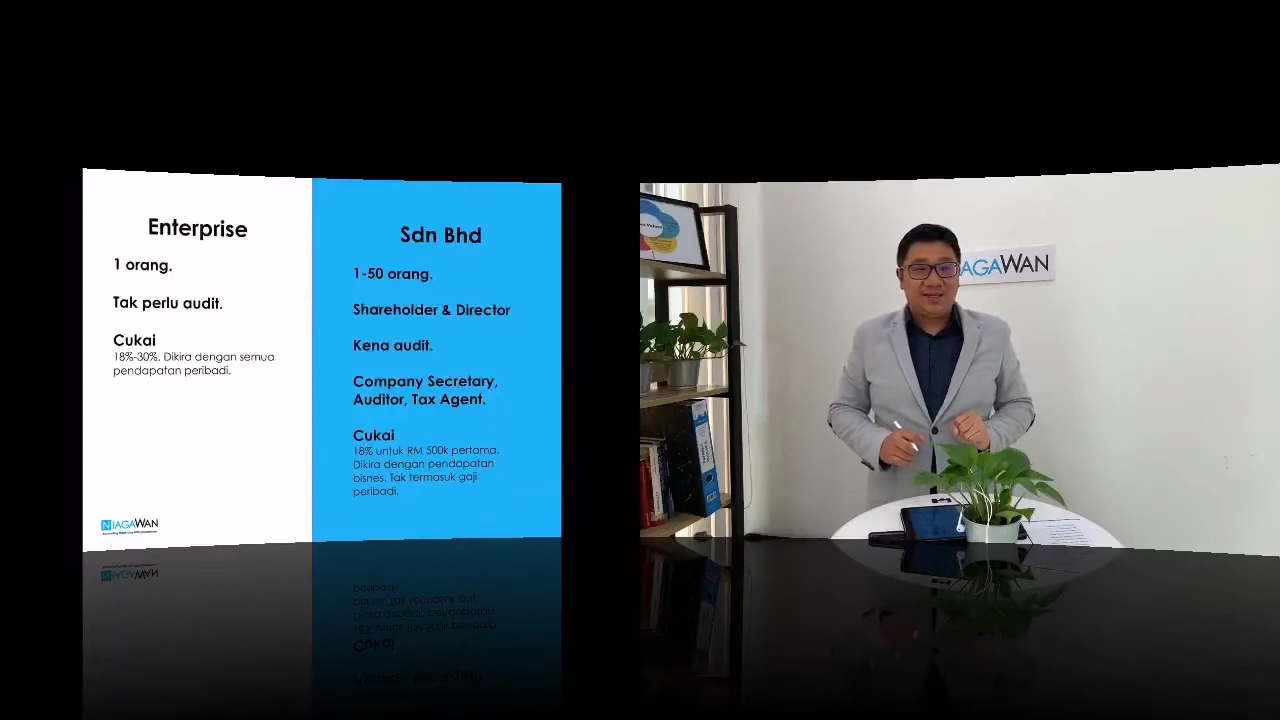 Enterprise
1 orang.
Tak perlu audit.
Cukai
18%-30%. Dikira dengan semua
pendapatan peribadi.
NIAGAWAN
Sdn Bhd
1-50 orang.
Shareholder & Director
Kena audit.
Company Secretary,
Auditor, Tax Agent.
Cukai
18% untuk RM 500k pertama.
Dikira dengan pendapatan
bisnes. Tak termasuk gaji
peribadi.
AGAWAN